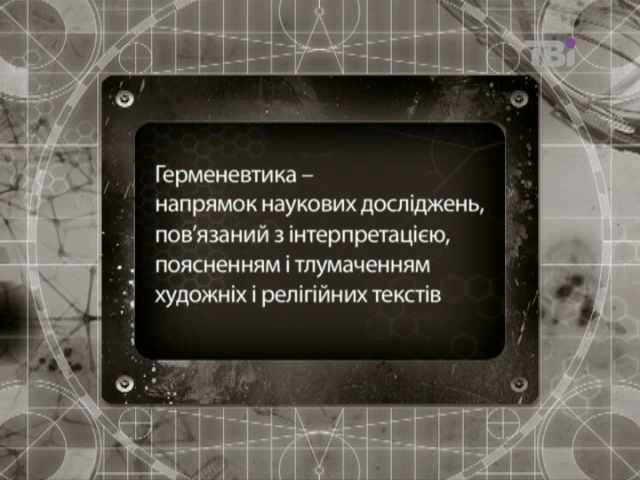 ТВі
Герменевтика –
напрямок наукових досліджень,
пов’язаний з інтерпретацією,
поясненням і тлумаченням
художніх і релігійних текстів